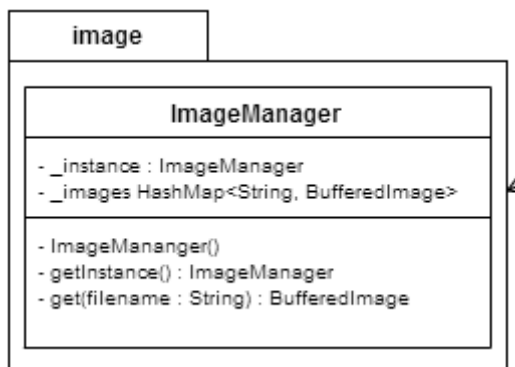 image
ImageManager
- _instance : ImageManager
- _images HashMap<String, BufferedImage>
- ImageMananger()
- getInstance() : ImageManager
- get(filename : String) : BufferedImage